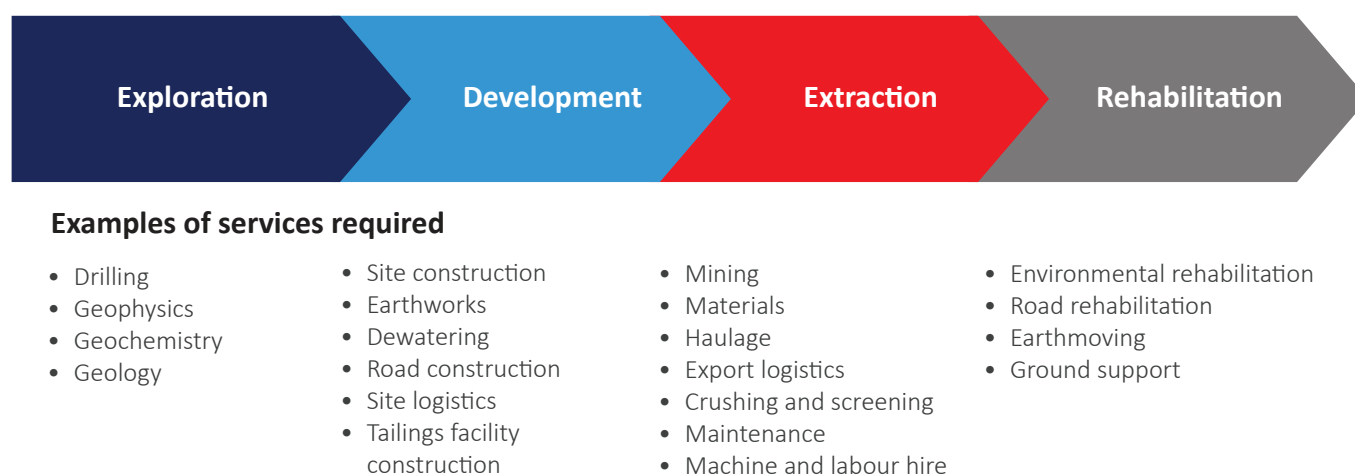 Exploration
Development
Extraction
Rehabilitation
Examples of services required
• Drilling
• Geophysics
• Geochemistry
• Geology
• Site construction
• Earthworks
• Dewatering
• Road construction
• Site logistics
• Tailings facility
construction
• Mining
• Materials
• Haulage
• Export logistics
• Crushing and screening
• Maintenance
• Machine and labour hire
• Environmental rehabilitation
• Road rehabilitation
• Earthmoving
• Ground support